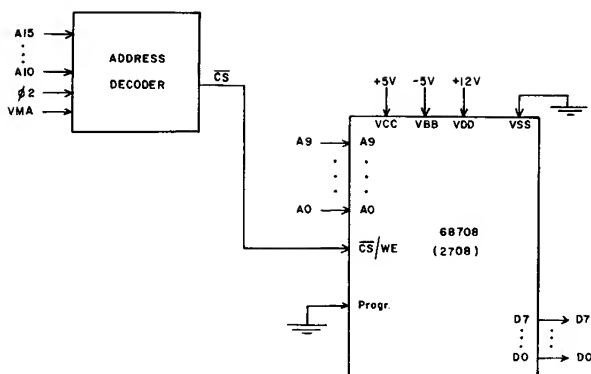 A15
A10
ϕ2
VMA
ADDRESS
DECODER
CS
+5V -5V +12V
VCC VBB VDD VSS
A9 A9
A0 A0
CS/WE
68708
(2708)
Progr.
D7 D7
D0 D0